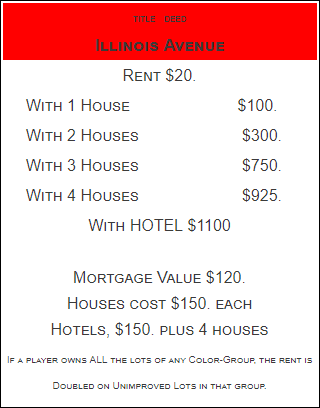 TITLE DEED
ILLINOIS AVENUE
RENT $20.
WITH 1 HOUSE $100.
WITH 2 HOUSES $300.
WITH 3 HOUSES $750.
WITH 4 HOUSES $925.
WITH HOTEL $1100
MORTGAGE VALUE $120.
HOUSES COST $150. EACH
HOTELS, $150. PLUS 4 HOUSES
IF A PLAYER OWNS ALL THE LOTS OF ANY COLOR-GROUP, THE RENT IS
DOUBLED ON UNIMPROVED LOTS IN THAT GROUP.